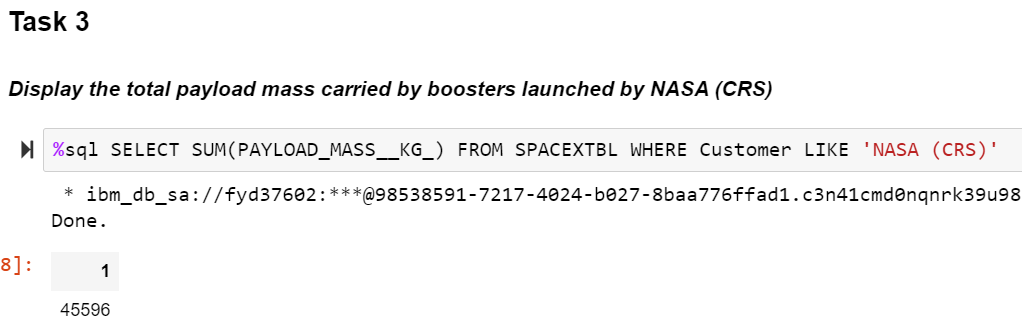 Task 3
Display the total payload mass carried by boosters launched by NASA (CRS)
%sql SELECT SUM(PAYLOAD_MASS__KG_) FROM SPACEXTBL WHERE Customer LIKE 'NASA (CRS)'
* ibm_db_sa://fyd37602:***@98538591-7217-4024-b027-8baa776ffad1.c3n41cmd0nqnrk39u98
Done.
8]:
1
45596